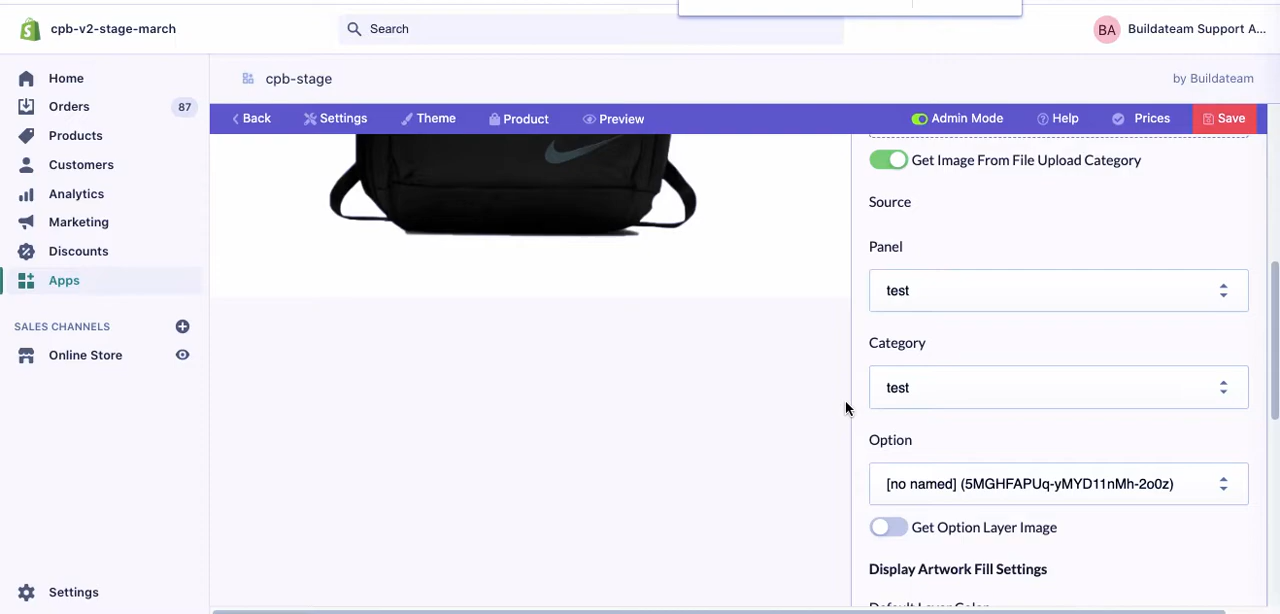 cpb-v2-stage-march
Search
BA
Buildateam Support A...
Home
Orders
87
Products
Customers
Analytics
Marketing
Discounts
Apps
SALES CHANNELS
Online Store
Settings
cpb-stage
by Buildateam
Back
Settings
Theme
Product
Preview
Admin Mode
Help
Prices
Save
Get Image From File Upload Category
Source
Panel
test
Category
test
Option
[no named] (5MGHFAPUq-yMYD11nMh-2o0z)
Get Option Layer Image
Display Artwork Fill Settings
Default Layer Color